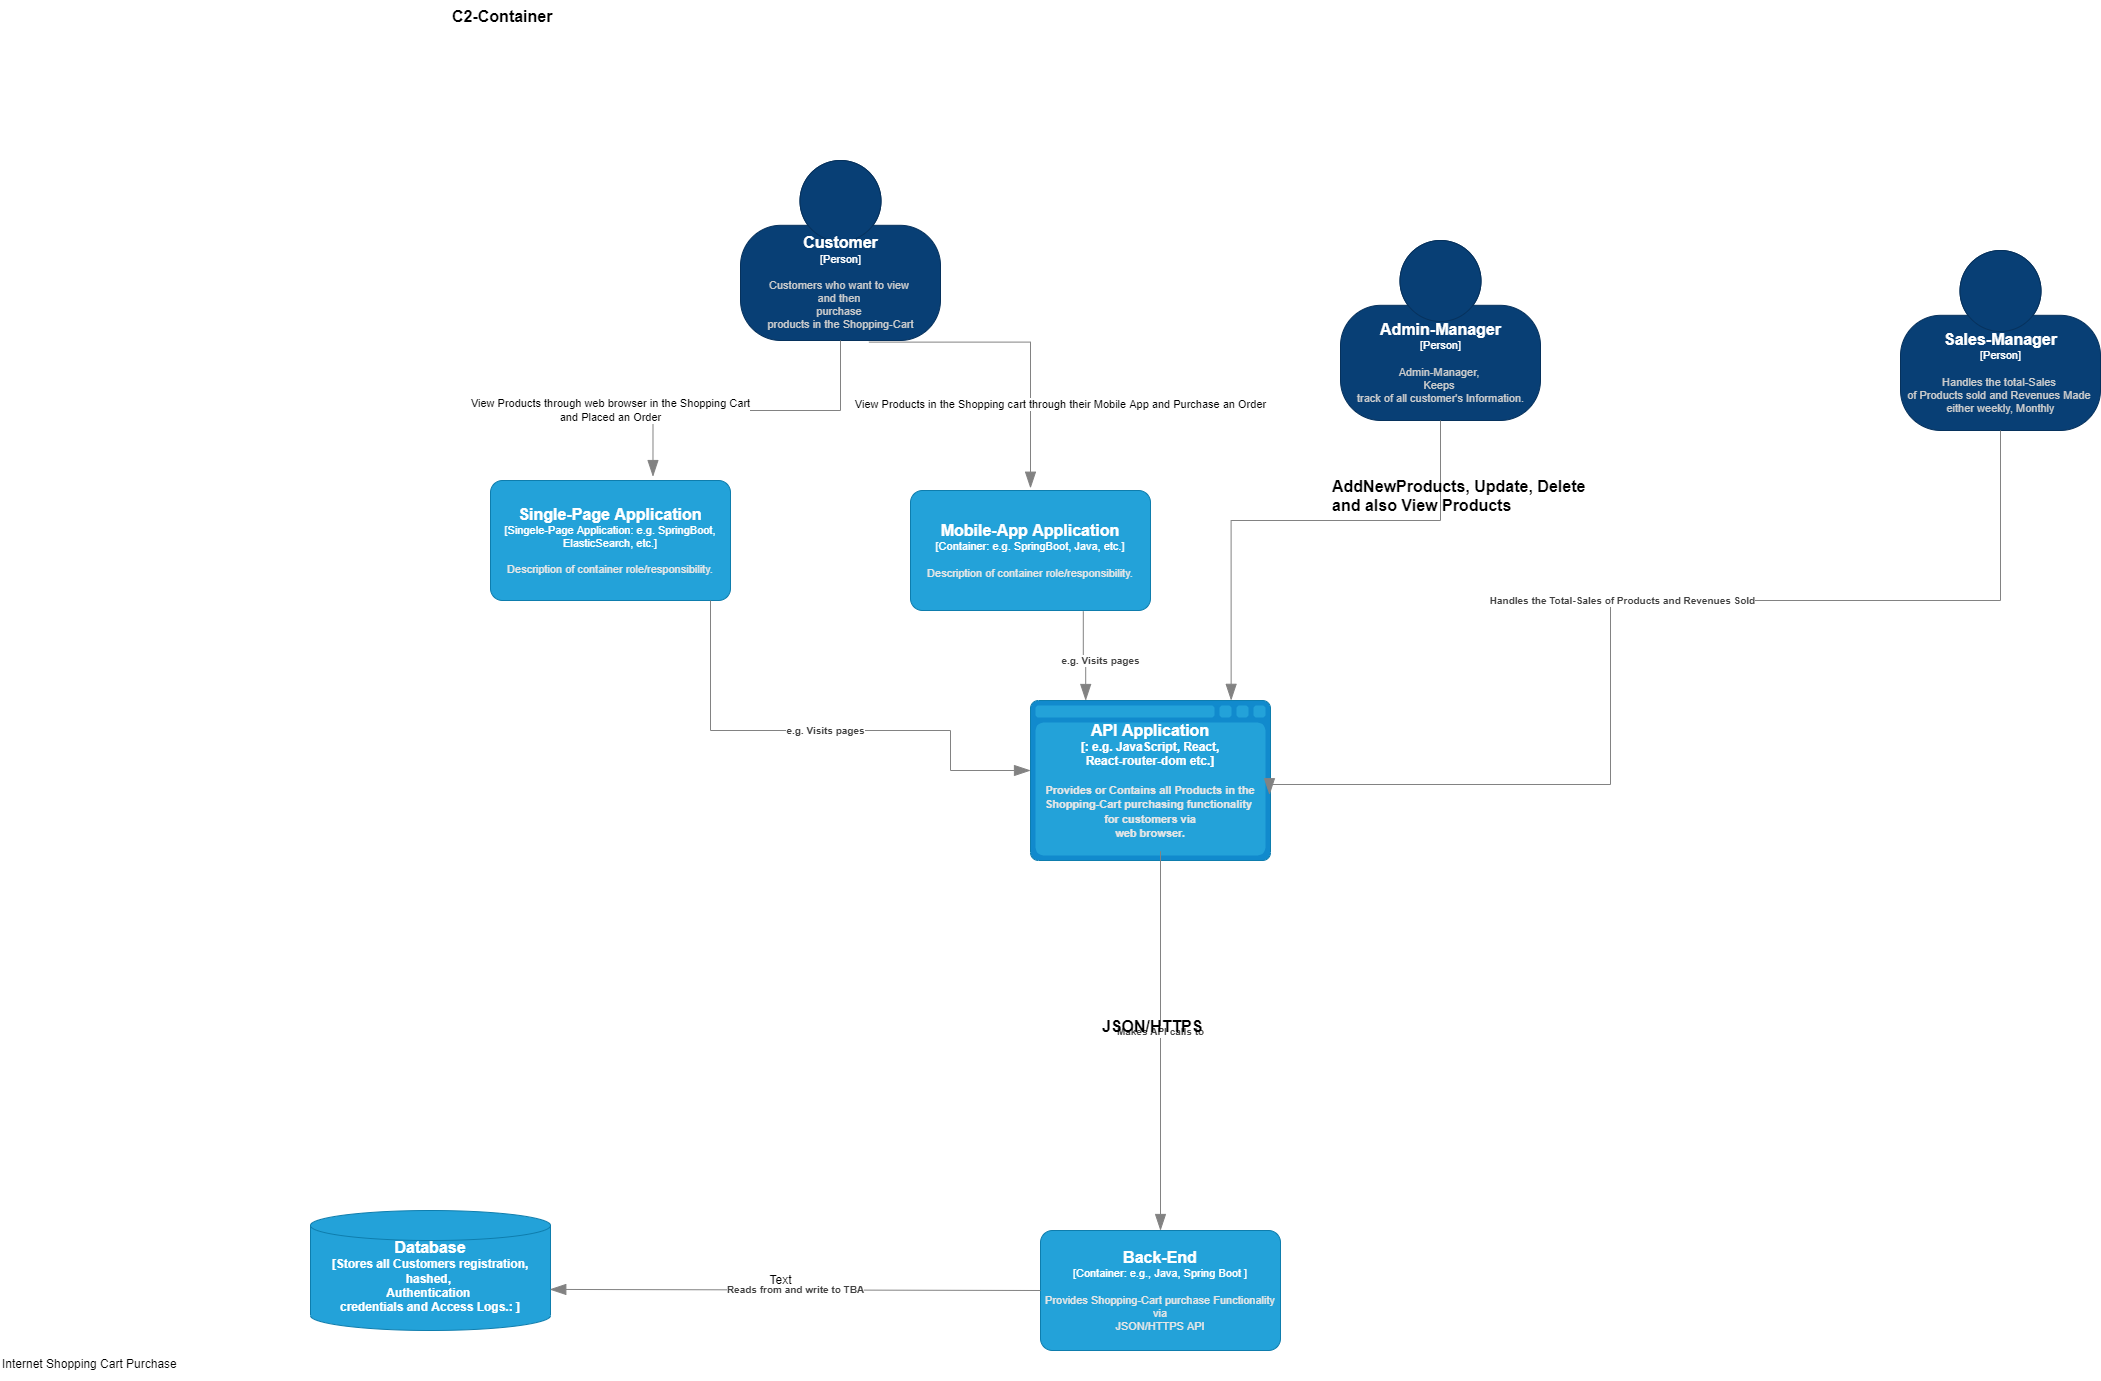 C2-Container
Customer
[Person]
Customers who want to view
and then
purchase
products in the Shopping-Cart
Admin-Manager
[Person]
Admin-Manager,
Keeps
track of all customer's Information.
Sales-Manager
[Person]
Handles the total-Sales
of Products sold and Revenues Made
either weekly, Monthly
View Products through web browser in the Shopping Cart
and Placed an Order
View Products in the Shopping cart through their Mobile App and Purchase an Order
AddNewProducts, Update, Delete
and also View Products
Single-Page Application
[Singele-Page Application: e.g. SpringBoot,
ElasticSearch, etc.]
Description of container role/responsibility.
Mobile-App Application
[Container: e.g. SpringBoot, Java, etc.]
Description of container role/responsibility.
Handles the Total-Sales of Products and Revenues Sold
e.g. Visits pages
e.g. Visits pages
API Application
[: e.g. JavaScript, React,
React-router-dom etc.]
Provides or Contains all Products in the
Shopping-Cart purchasing functionality
for customers via
web browser.
JSON/HTTPS
Makes API calls to
Database
[Stores all Customers registration,
hashed,
Authentication
credentials and Access Logs.: ]
Text
Reads from and write to TBA
Back-End
[Container: e.g., Java, Spring Boot ]
Provides Shopping-Cart purchase Functionality
via
JSON/HTTPS API
Internet Shopping Cart Purchase